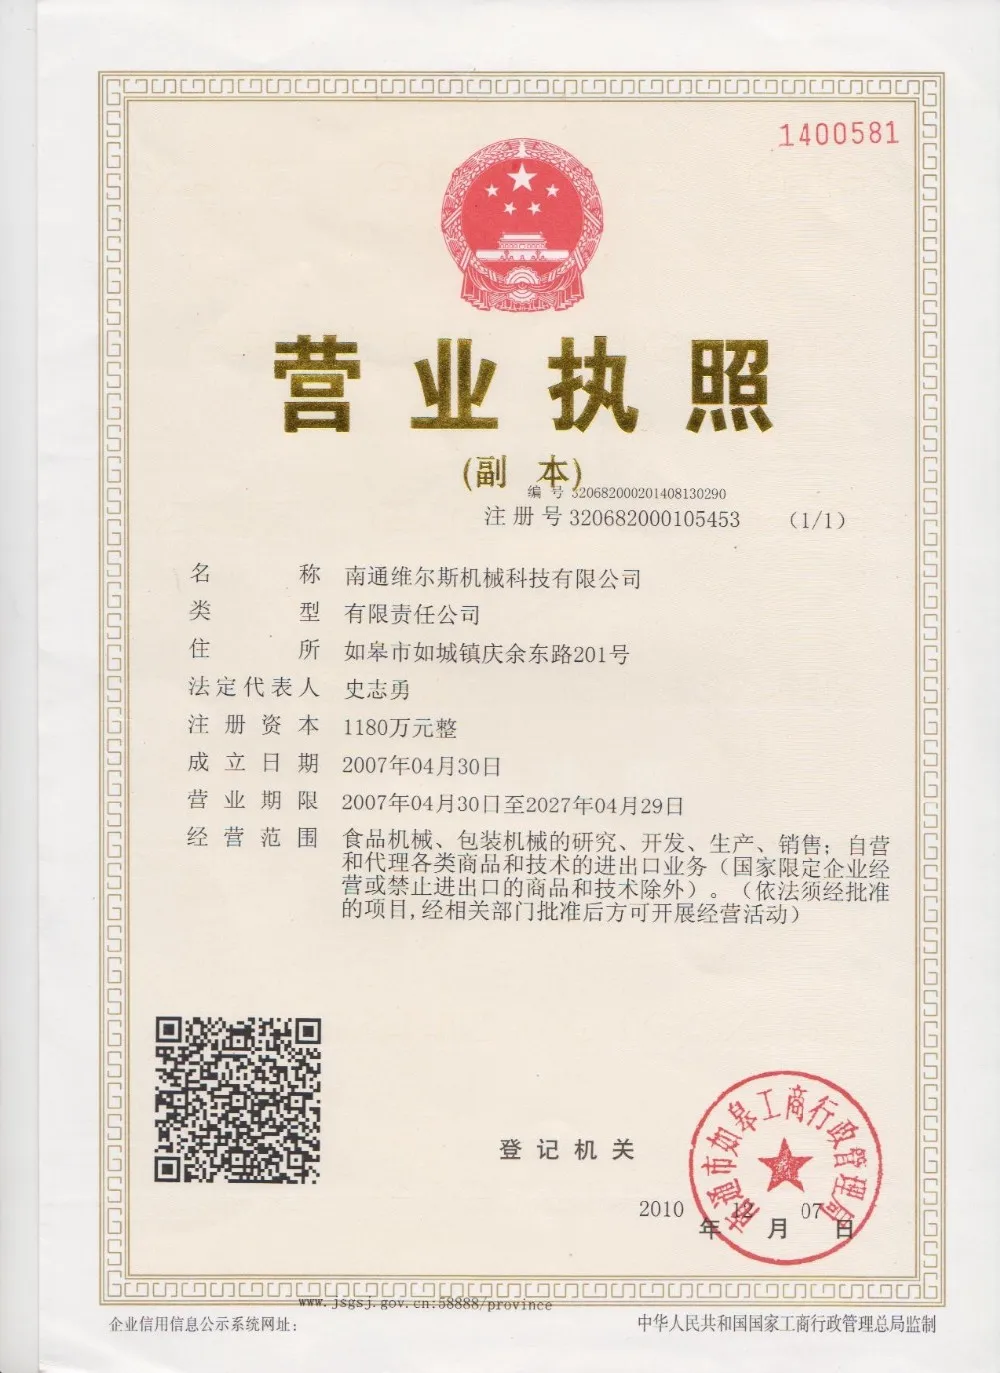 1400581
营业执照
(副 本)
编 号 320682000201408130290
注册号 320682000105453 (1/1)
名 称 南通维尔斯机械科技有限公司
类 型 有限责任公司
住 所 如皋市如城镇庆余东路201号
法定代表人 史志勇
注册资本 1180万元整
成立日期 2007年04月30日
营业期限 2007年04月30日至2027年04月29日
经营范围 食品机械、包装机械的研究、开发、生产、销售；自营
和代理各类商品和技术的进出口业务（国家限定企业经
营或禁止进出口的商品和技术除外）。（依法须经批准
的项目,经相关部门批准后方可开展经营活动）
登记机关
南通市如皋工商行政管理局
2010 年 12 月 07 日
www.jsgsj.gov.cn:58888/province
企业信用信息公示系统网址：
中华人民共和国国家工商行政管理总局监制